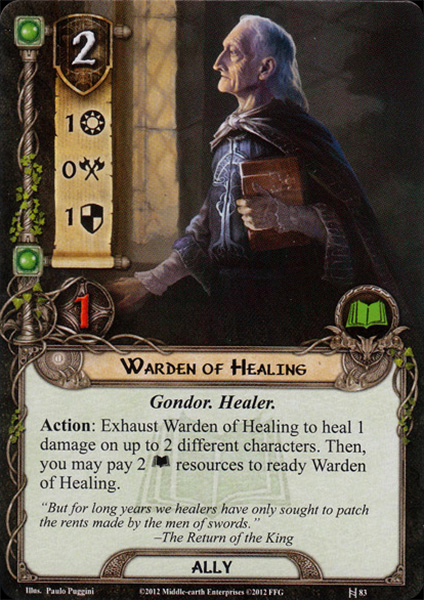 2
1
0
1
1
WARDEN OF HEALING
Gondor. Healer.
Action: Exhaust Warden of Healing to heal 1
damage on up to 2 different characters. Then,
you may pay 2 resources to ready Warden
of Healing.
“But for long years we healers have only sought to patch
the rents made by the men of swords.”
–The Return of the King
ALLY
Illus. Paulo Puggini ©2012 Middle-earth Enterprises ©2012 FFG 83